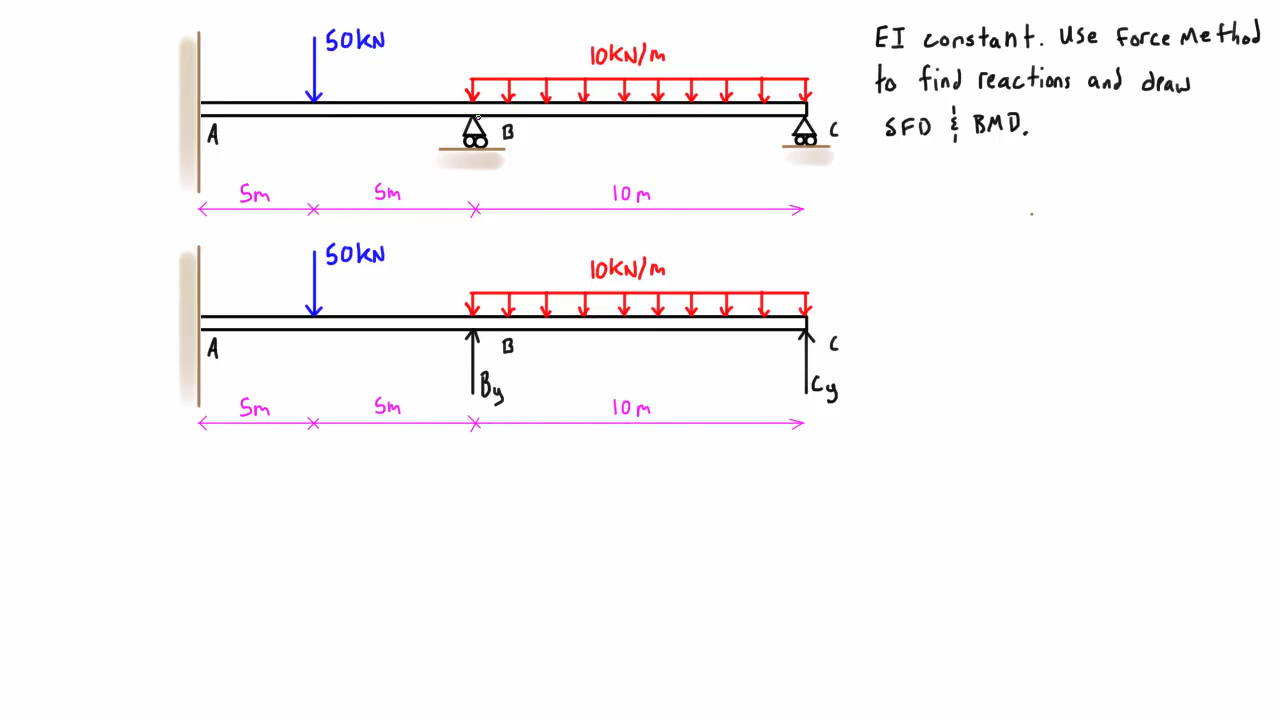 50KN
10KN/m
A
B
C
5m
5m
10m
EI constant. Use Force Method
to find reactions and draw
SFD & BMD.
50KN
10KN/m
A
B
C
By
Cy
5m
5m
10m